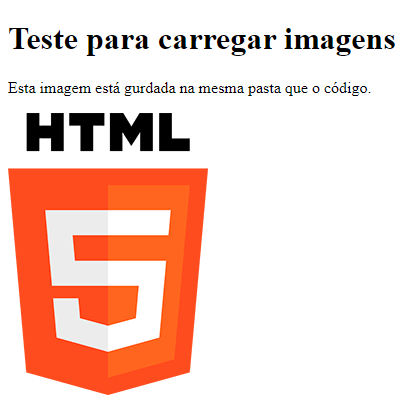 Teste para carregar imagens
Esta imagem está gurdada na mesma pasta que o código.
HTML
5